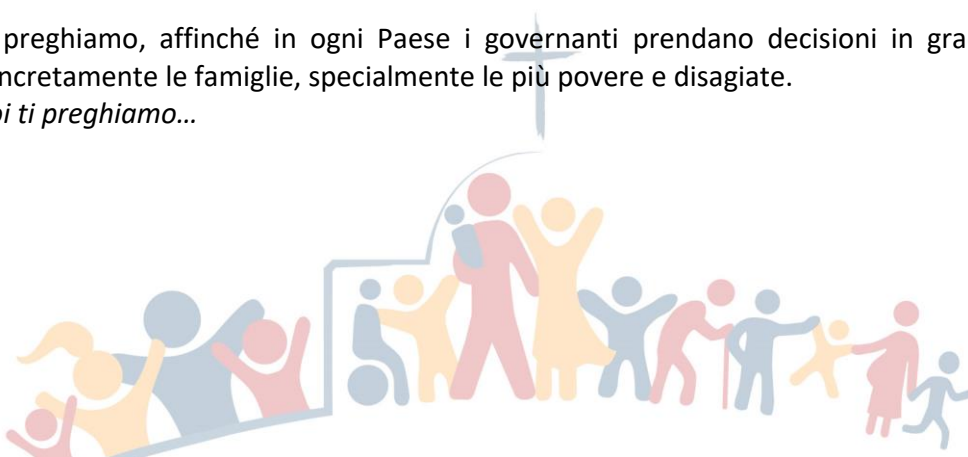 preghiamo, affinché in ogni Paese i governanti prendano decisioni in gra
ncretamente le famiglie, specialmente le più povere e disagiate.
oi ti preghiamo…